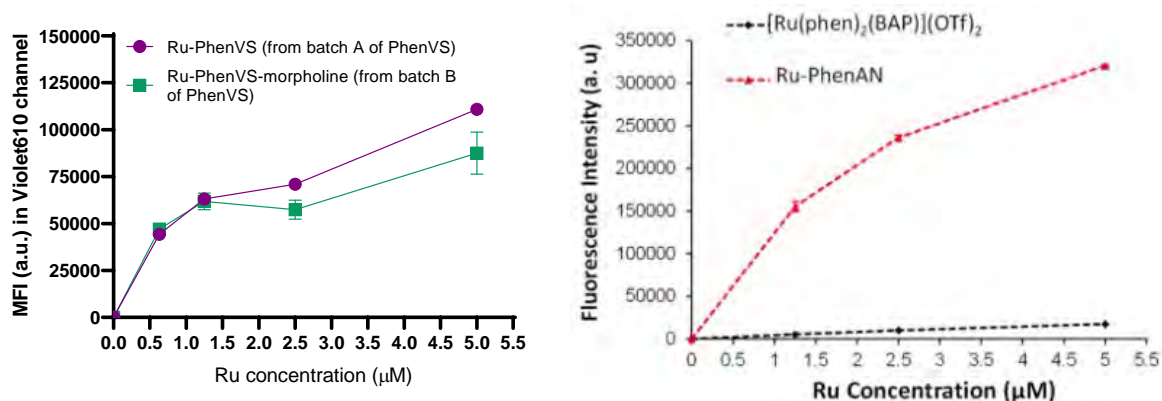 150000
125000
100000
75000
50000
25000
0
MFI (a.u.) in Violet610 channel
Ru-PhenVS (from batch A of PhenVS)
Ru-PhenVS-morpholine (from batch B
of PhenVS)
0.0 0.5 1.0 1.5 2.0 2.5 3.0 3.5 4.0 4.5 5.0 5.5
Ru concentration (μM)
[Ru(phen)₂(BAP)](OTf)₂
Ru-PhenAN
350000
300000
250000
200000
150000
100000
50000
0
Fluorescence Intensity (a. u)
0 0.5 1 1.5 2 2.5 3 3.5 4 4.5 5 5.5
Ru Concentration (μM)